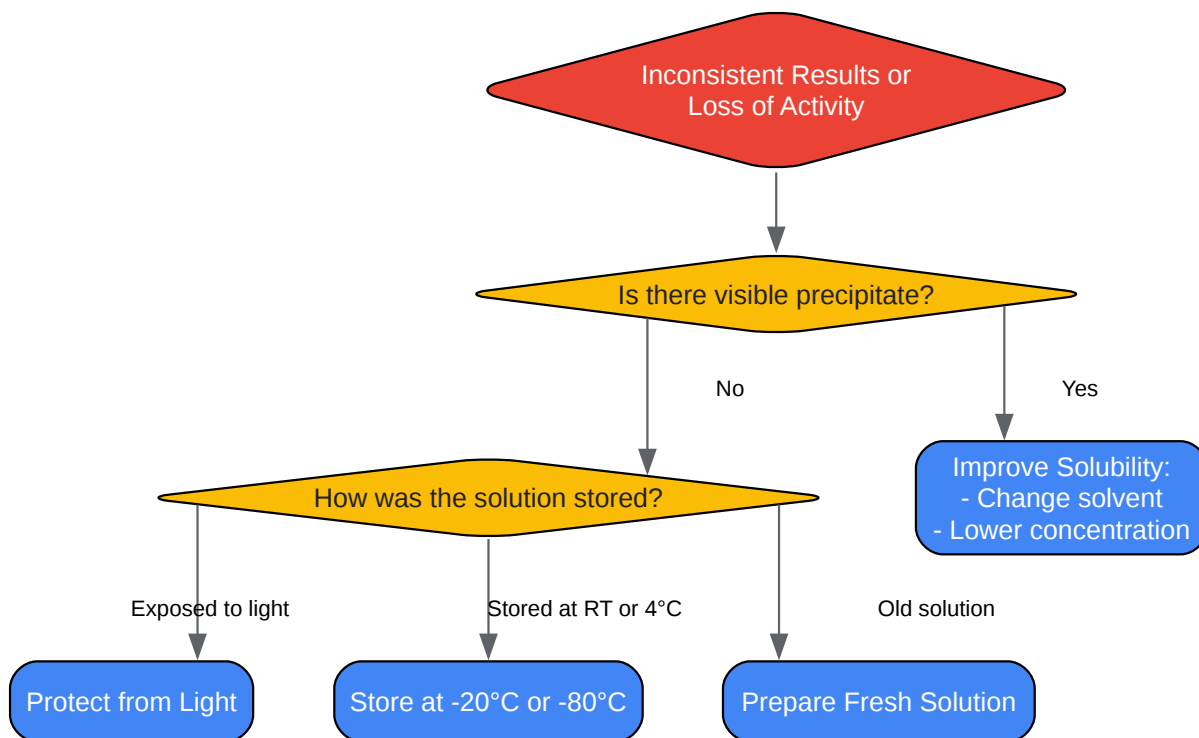 Inconsistent Results or
Loss of Activity
Is there visible precipitate?
No
Yes
Improve Solubility:
- Change solvent
- Lower concentration
How was the solution stored?
Exposed to light
Stored at RT or 4°C
Old solution
Protect from Light
Store at -20°C or -80°C
Prepare Fresh Solution